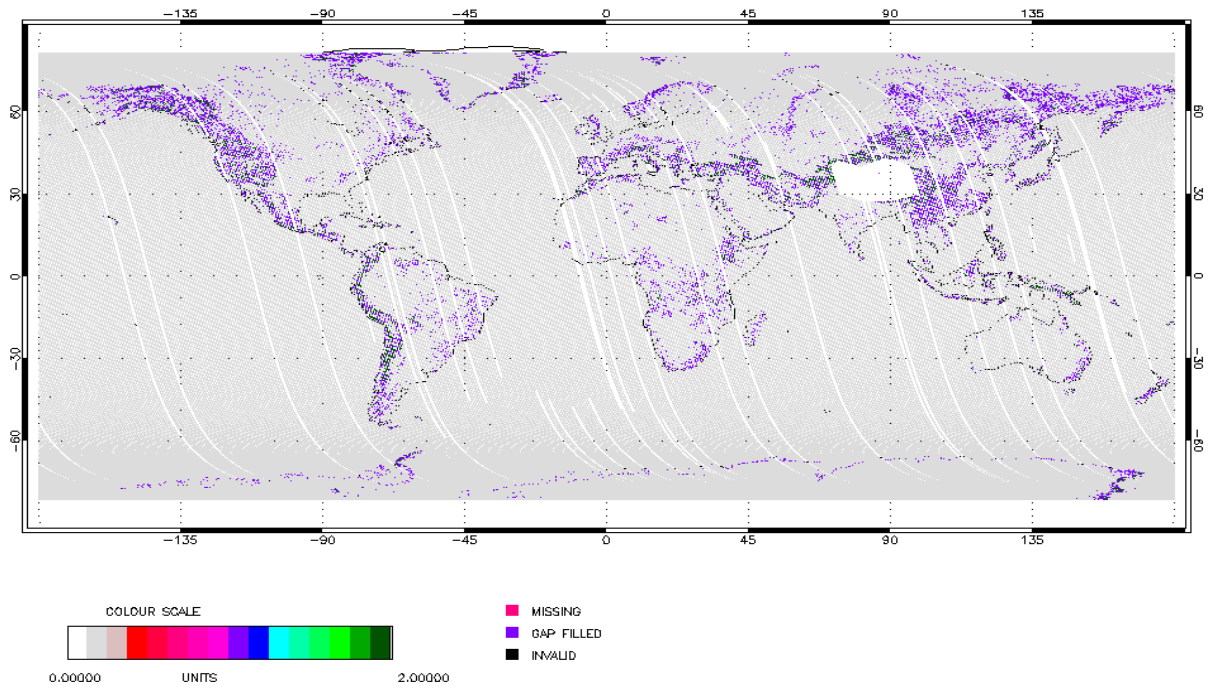 −135 −90 −45 0 45 90 135
60 60
30 30
0 0
−30 −30
−60 −60
−135 −90 −45 0 45 90 135
COLOUR SCALE
MISSING
GAP FILLED
INVALID
0.00000 UNITS 2.00000